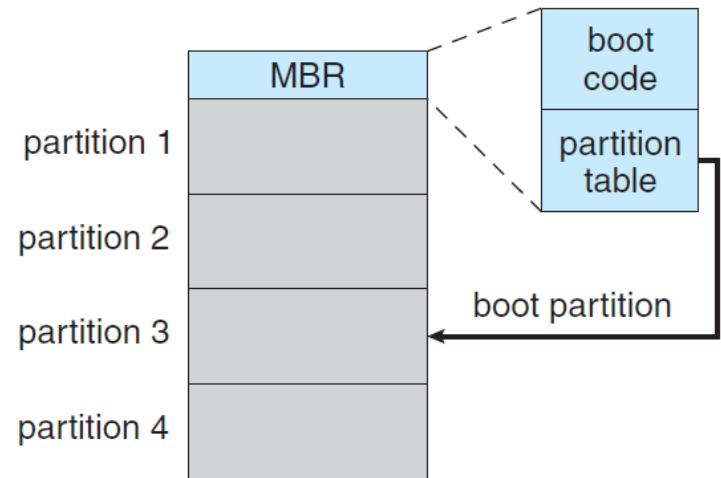 boot
code
MBR
partition 1
partition table
partition 2
boot partition
partition 3
partition 4